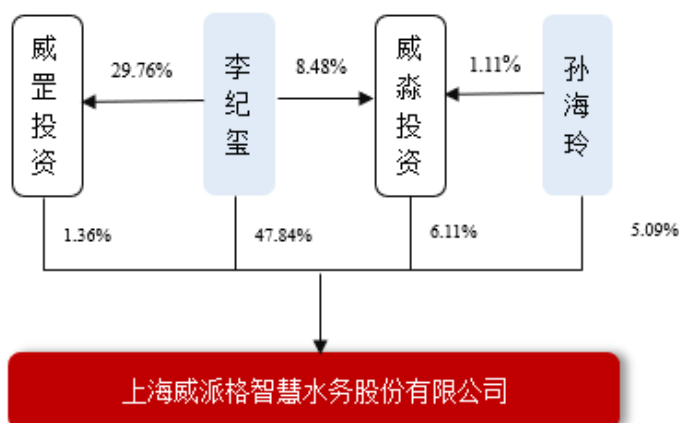 威罡投资
29.76%
李纪玺
8.48%
威淼投资
1.11%
孙海玲
1.36%
47.84%
6.11%
5.09%
上海威派格智慧水务股份有限公司